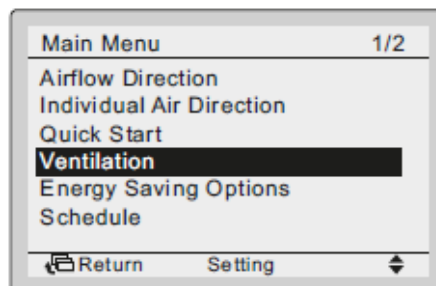 Main Menu 1/2
Airflow Direction
Individual Air Direction
Quick Start
Ventilation
Energy Saving Options
Schedule
Return Setting